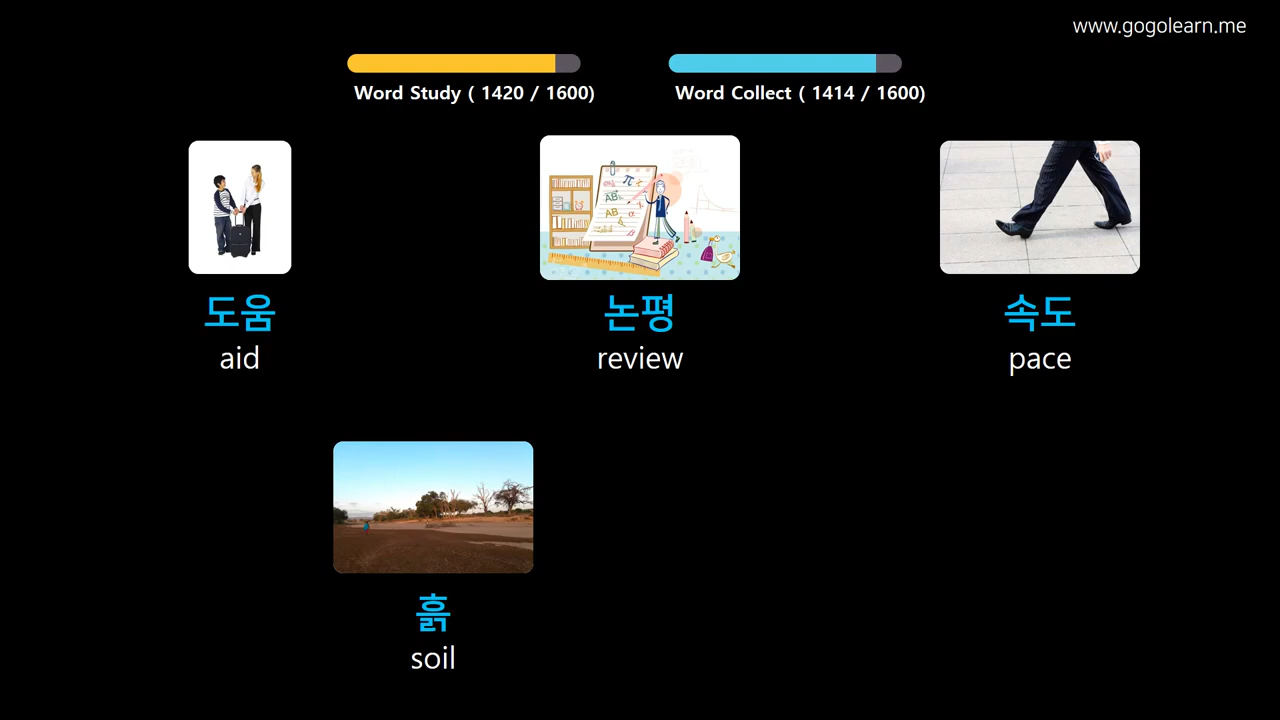 www.gogolearn.me
Word Study ( 1420 / 1600)
Word Collect ( 1414 / 1600)
도움
aid
논평
review
속도
pace
흙
soil